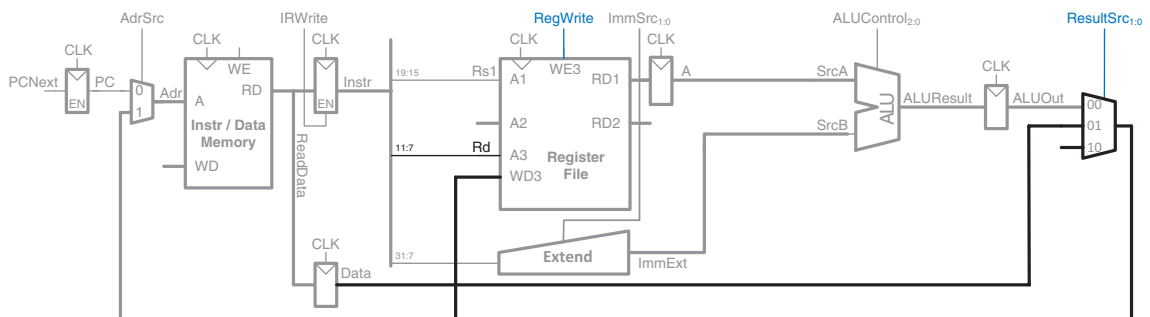 AdrSrc IRWrite RegWrite ImmSrc1:0 ALUControl2:0 ResultSrc1:0
CLK CLK CLK CLK CLK CLK
PCNext PC EN
0 1 Adr
A WE RD
Instr / Data
Memory
WD
EN Instr
ReadData
19:15 Rs1 A1 WE3 RD1 A SrcA
A2 RD2 SrcB
11:7 Rd A3
WD3
Register
File
ALU ALUResult ALUOut
CLK
00
01
10
31:7 Extend ImmExt
CLK
Data